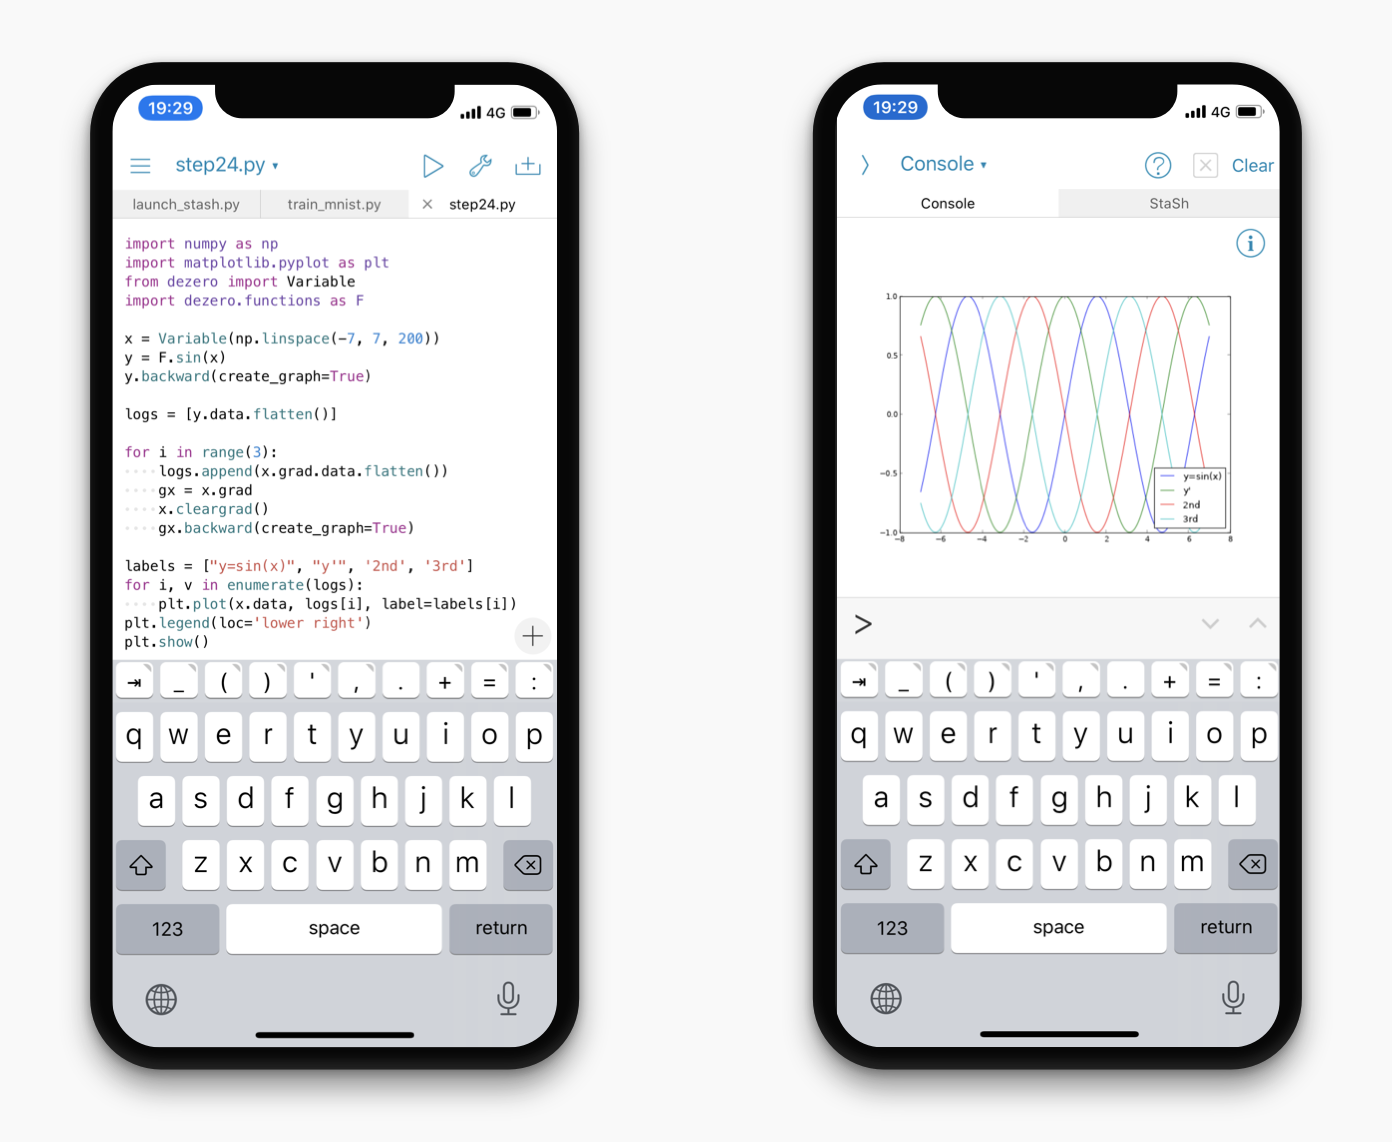 19:29
4G
step24.py
launch_stash.py
train_mnist.py
step24.py
import numpy as np
import matplotlib.pyplot as plt
from dezero import Variable
import dezero.functions as F
x = Variable(np.linspace(-7, 7, 200))
y = F.sin(x)
y.backward(create_graph=True)
logs = [y.data.flatten()]
for i in range(3):
    logs.append(x.grad.data.flatten())
    gx = x.grad
    x.cleargrad()
    gx.backward(create_graph=True)
labels = ["y=sin(x)", "y'", '2nd', '3rd']
for i, v in enumerate(logs):
    plt.plot(x.data, logs[i], label=labels[i])
plt.legend(loc='lower right')
plt.show()
⇥ _ ( ) ' , . + = :
q w e r t y u i o p
a s d f g h j k l
z x c v b n m
123 space return
19:29
4G
Console
Clear
Console
StaSh
1.0
0.5
0.0
−0.5
−1.0
−8 −6 −4 −2 0 2 4 6 8
y=sin(x)
y'
2nd
3rd
>
⇥ _ ( ) ' , . + = :
q w e r t y u i o p
a s d f g h j k l
z x c v b n m
123 space return